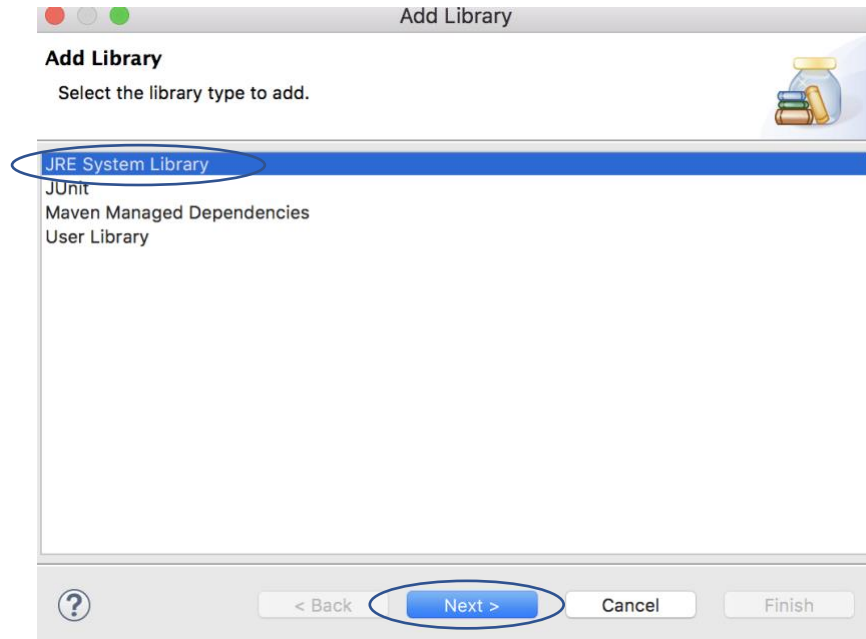 Add Library
Add Library
Select the library type to add.
JRE System Library
JUnit
Maven Managed Dependencies
User Library
? < Back Next > Cancel Finish